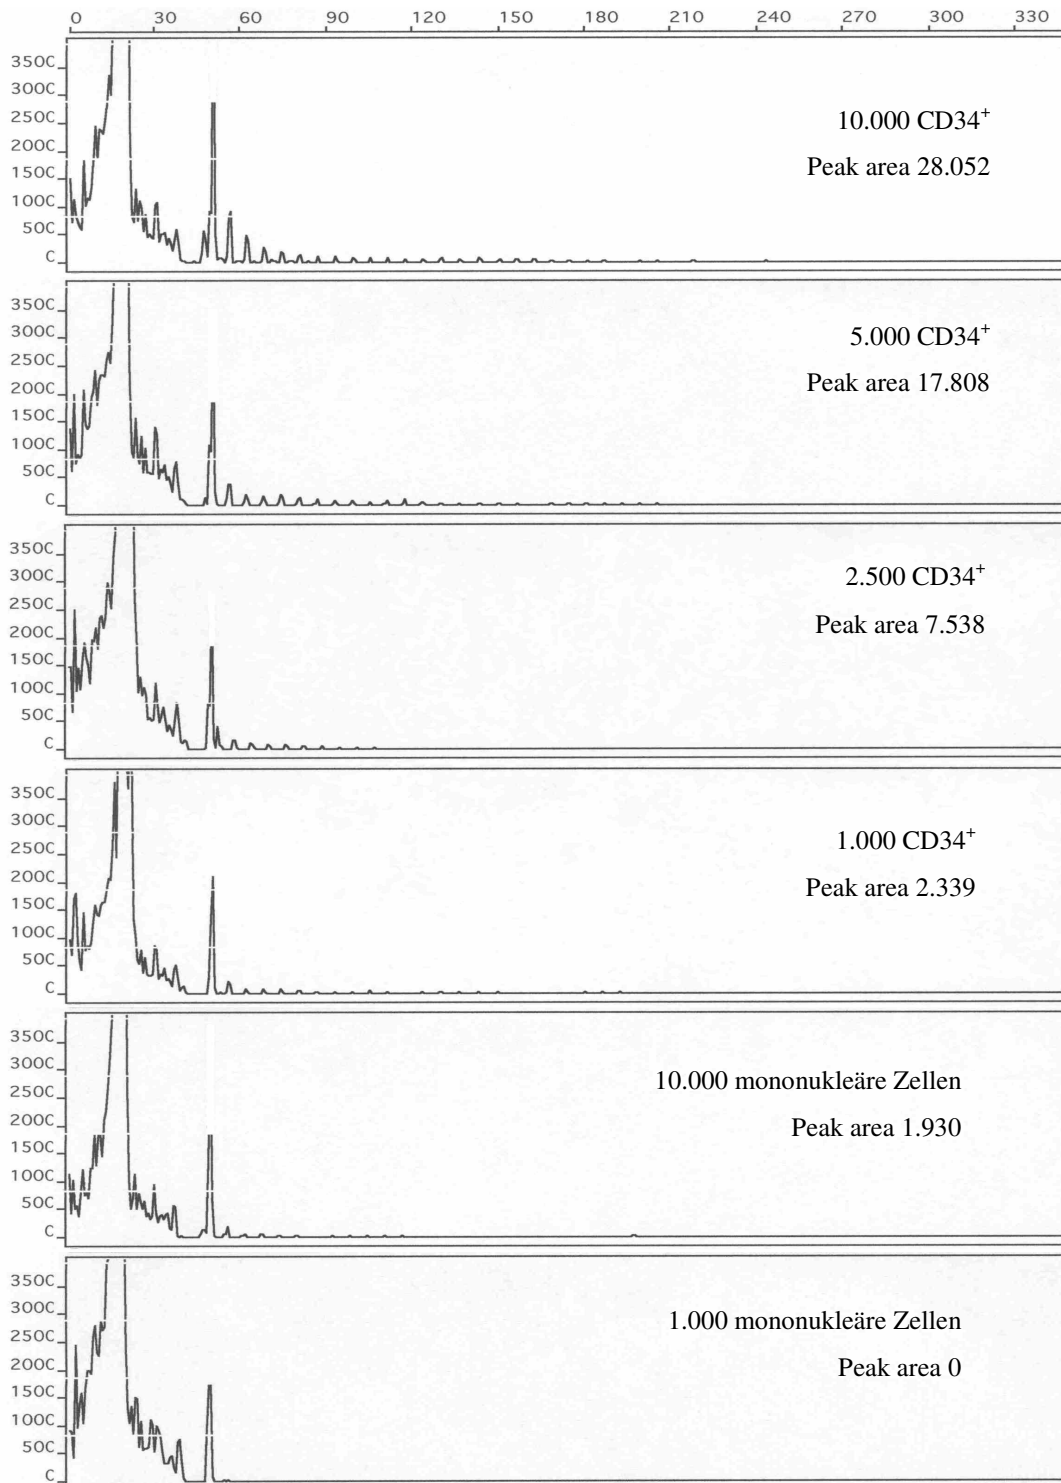 0 30 60 90 120 150 180 210 240 270 300 330
350C
300C
250C
200C
150C
100C
50C
C
10.000 CD34+
Peak area 28.052
350C
300C
250C
200C
150C
100C
50C
C
5.000 CD34+
Peak area 17.808
350C
300C
250C
200C
150C
100C
50C
C
2.500 CD34+
Peak area 7.538
350C
300C
250C
200C
150C
100C
50C
C
1.000 CD34+
Peak area 2.339
350C
300C
250C
200C
150C
100C
50C
C
10.000 mononukleäre Zellen
Peak area 1.930
350C
300C
250C
200C
150C
100C
50C
C
1.000 mononukleäre Zellen
Peak area 0